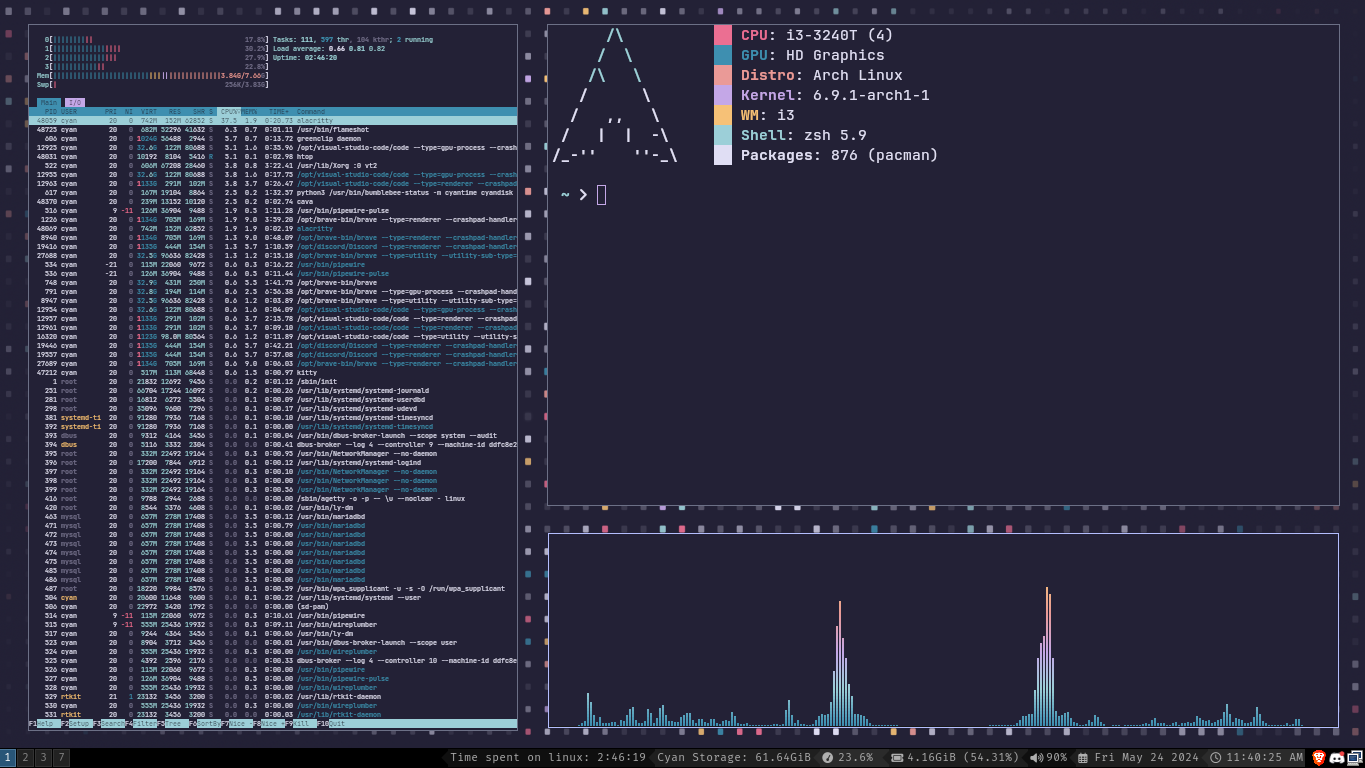 0[ 17.8%] Tasks: 111, 597 thr, 104 kthr; 2 running
1[ 30.2%] Load average: 0.66 0.81 0.82
2[ 27.9%] Uptime: 02:46:20
3[ 22.8%]
Mem[ 3.84G/7.66G]
Swp[ 256K/3.83G]
Main I/O
PID USER PRI NI VIRT RES SHR S CPU% MEM% TIME+ Command
48059 cyan 20 0 742M 152M 62852 S 37.5 1.9 0:20.73 alacritty
48725 cyan 20 0 682M 52296 41632 S 6.3 0.7 0:01.11 /usr/bin/flameshot
606 cyan 20 0 1024G 56488 2944 S 5.7 0.7 0:13.72 greenclip daemon
12925 cyan 20 0 32.6G 122M 80688 S 5.1 1.6 0:35.96 /opt/visual-studio-code/code --type=gpu-process --crash
48031 cyan 20 0 10192 8104 5416 R 5.1 0.1 0:02.98 htop
522 cyan 20 0 606M 67208 28460 S 3.8 0.8 3:22.41 /usr/lib/Xorg :0 vt2
12955 cyan 20 0 32.6G 122M 80688 S 3.8 1.6 0:17.75 /opt/visual-studio-code/code --type=gpu-process --crash
12963 cyan 20 0 1133G 291M 102M S 3.8 3.7 0:26.47 /opt/visual-studio-code/code --type=renderer --crashpad
617 cyan 20 0 167M 19104 8864 S 2.5 0.2 1:32.57 python3 /usr/bin/bumblebee-status -m cyantime cyandisk
48370 cyan 20 0 239M 13152 10120 S 2.5 0.2 0:02.74 cava
516 cyan 9 -11 126M 36904 9488 S 1.9 0.5 1:11.28 /usr/bin/pipewire-pulse
1226 cyan 20 0 1134G 705M 169M S 1.9 9.0 3:59.20 /opt/brave-bin/brave --type=renderer --crashpad-handler
48069 cyan 20 0 742M 152M 62852 S 1.9 1.9 0:02.19 alacritty
8940 cyan 20 0 1134G 705M 169M S 1.3 9.0 0:48.09 /opt/brave-bin/brave --type=renderer --crashpad-handler
19416 cyan 20 0 1135G 444M 154M S 1.3 5.7 1:10.59 /opt/discord/Discord --type=renderer --crashpad-handler
27688 cyan 20 0 32.5G 96636 82428 S 1.3 1.2 0:15.18 /opt/brave-bin/brave --type=utility --utility-sub-type=
534 cyan -21 0 115M 22060 9672 S 0.6 0.3 0:16.22 /usr/bin/pipewire
536 cyan -21 0 126M 36904 9488 S 0.6 0.5 0:11.44 /usr/bin/pipewire-pulse
748 cyan 20 0 32.9G 431M 250M S 0.6 5.5 1:41.75 /opt/brave-bin/brave
791 cyan 20 0 32.8G 194M 114M S 0.6 2.5 6:56.38 /opt/brave-bin/brave --type=gpu-process --crashpad-hand
8947 cyan 20 0 32.5G 96636 82428 S 0.6 1.2 0:03.89 /opt/brave-bin/brave --type=utility --utility-sub-type=
12954 cyan 20 0 32.6G 122M 80688 S 0.6 1.6 0:04.09 /opt/visual-studio-code/code --type=gpu-process --crash
12957 cyan 20 0 1133G 291M 102M S 0.6 3.7 2:15.78 /opt/visual-studio-code/code --type=renderer --crashpad
12961 cyan 20 0 1133G 291M 102M S 0.6 3.7 0:09.10 /opt/visual-studio-code/code --type=renderer --crashpad
16320 cyan 20 0 1123G 98.0M 80564 S 0.6 1.2 0:11.89 /opt/visual-studio-code/code --type=utility --utility-s
19446 cyan 20 0 1135G 444M 154M S 0.6 5.7 0:42.21 /opt/discord/Discord --type=renderer --crashpad-handler
19557 cyan 20 0 1135G 444M 154M S 0.6 5.7 0:57.08 /opt/discord/Discord --type=renderer --crashpad-handler
27689 cyan 20 0 1134G 705M 169M S 0.6 9.0 0:06.03 /opt/brave-bin/brave --type=renderer --crashpad-handler
47212 cyan 20 0 517M 113M 68448 S 0.6 1.5 0:00.97 kitty
1 root 20 0 21832 12692 9456 S 0.0 0.2 0:01.12 /sbin/init
251 root 20 0 66704 17244 16092 S 0.0 0.2 0:00.26 /usr/lib/systemd/systemd-journald
281 root 20 0 16812 6272 5504 S 0.0 0.1 0:00.09 /usr/lib/systemd/systemd-userdbd
298 root 20 0 35096 9600 7296 S 0.0 0.1 0:00.17 /usr/lib/systemd/systemd-udevd
381 systemd-ti 20 0 91280 7936 7168 S 0.0 0.1 0:00.10 /usr/lib/systemd/systemd-timesyncd
392 systemd-ti 20 0 91280 7936 7168 S 0.0 0.1 0:00.00 /usr/lib/systemd/systemd-timesyncd
393 dbus 20 0 9312 4164 3456 S 0.0 0.1 0:00.04 /usr/bin/dbus-broker-launch --scope system --audit
394 dbus 20 0 5116 3332 2304 S 0.0 0.0 0:00.41 dbus-broker --log 4 --controller 9 --machine-id ddfc8e2
395 root 20 0 332M 22492 19164 S 0.0 0.3 0:00.95 /usr/bin/NetworkManager --no-daemon
396 root 20 0 17200 7844 6912 S 0.0 0.1 0:00.12 /usr/lib/systemd/systemd-logind
397 root 20 0 332M 22492 19164 S 0.0 0.3 0:00.10 /usr/bin/NetworkManager --no-daemon
398 root 20 0 332M 22492 19164 S 0.0 0.3 0:00.00 /usr/bin/NetworkManager --no-daemon
399 root 20 0 332M 22492 19164 S 0.0 0.3 0:00.56 /usr/bin/NetworkManager --no-daemon
416 root 20 0 9788 2944 2688 S 0.0 0.0 0:00.00 /sbin/agetty -o -p -- \u --noclear - linux
420 root 20 0 8544 5376 4608 S 0.0 0.1 0:00.02 /usr/bin/ly-dm
463 mysql 20 0 657M 278M 17408 S 0.0 3.5 0:00.12 /usr/bin/mariadbd
471 mysql 20 0 657M 278M 17408 S 0.0 3.5 0:00.79 /usr/bin/mariadbd
472 mysql 20 0 657M 278M 17408 S 0.0 3.5 0:00.00 /usr/bin/mariadbd
473 mysql 20 0 657M 278M 17408 S 0.0 3.5 0:00.00 /usr/bin/mariadbd
474 mysql 20 0 657M 278M 17408 S 0.0 3.5 0:00.00 /usr/bin/mariadbd
475 mysql 20 0 657M 278M 17408 S 0.0 3.5 0:00.00 /usr/bin/mariadbd
485 mysql 20 0 657M 278M 17408 S 0.0 3.5 0:00.00 /usr/bin/mariadbd
486 mysql 20 0 657M 278M 17408 S 0.0 3.5 0:00.00 /usr/bin/mariadbd
487 root 20 0 18220 9984 8576 S 0.0 0.1 0:00.59 /usr/bin/wpa_supplicant -u -s -O /run/wpa_supplicant
504 cyan 20 0 20600 11648 9600 S 0.0 0.1 0:00.22 /usr/lib/systemd/systemd --user
506 cyan 20 0 22972 3420 1792 S 0.0 0.0 0:00.00 (sd-pam)
514 cyan 9 -11 115M 22060 9672 S 0.0 0.3 0:10.61 /usr/bin/pipewire
515 cyan 9 -11 555M 25436 19932 S 0.0 0.3 0:09.11 /usr/bin/wireplumber
517 cyan 20 0 9244 4364 3456 S 0.0 0.1 0:00.06 /usr/bin/ly-dm
523 cyan 20 0 8904 3712 3456 S 0.0 0.0 0:00.01 /usr/bin/dbus-broker-launch --scope user
524 cyan 20 0 555M 25436 19932 S 0.0 0.3 0:00.00 /usr/bin/wireplumber
525 cyan 20 0 4392 2596 2176 S 0.0 0.0 0:00.33 dbus-broker --log 4 --controller 10 --machine-id ddfc8e
526 cyan 20 0 115M 22060 9672 S 0.0 0.3 0:00.00 /usr/bin/pipewire
527 cyan 20 0 126M 36904 9488 S 0.0 0.5 0:00.00 /usr/bin/pipewire-pulse
528 cyan 20 0 555M 25436 19932 S 0.0 0.3 0:00.00 /usr/bin/wireplumber
529 rtkit 21 1 23132 3456 3200 S 0.0 0.0 0:00.02 /usr/lib/rtkit-daemon
530 cyan 20 0 555M 25436 19932 S 0.0 0.3 0:00.00 /usr/bin/wireplumber
531 rtkit 20 0 23132 3456 3200 S 0.0 0.0 0:00.03 /usr/lib/rtkit-daemon
F1Help F2Setup F3SearchF4FilterF5Tree F6SortByF7Nice -F8Nice +F9Kill F10Quit
CPU: i3-3240T (4)
GPU: HD Graphics
Distro: Arch Linux
Kernel: 6.9.1-arch1-1
WM: i3
Shell: zsh 5.9
Packages: 876 (pacman)
~ ❯
1 2 3 7 Time spent on linux: 2:46:19 Cyan Storage: 61.64GiB 23.6% 4.16GiB (54.31%) 90% Fri May 24 2024 11:40:25 AM